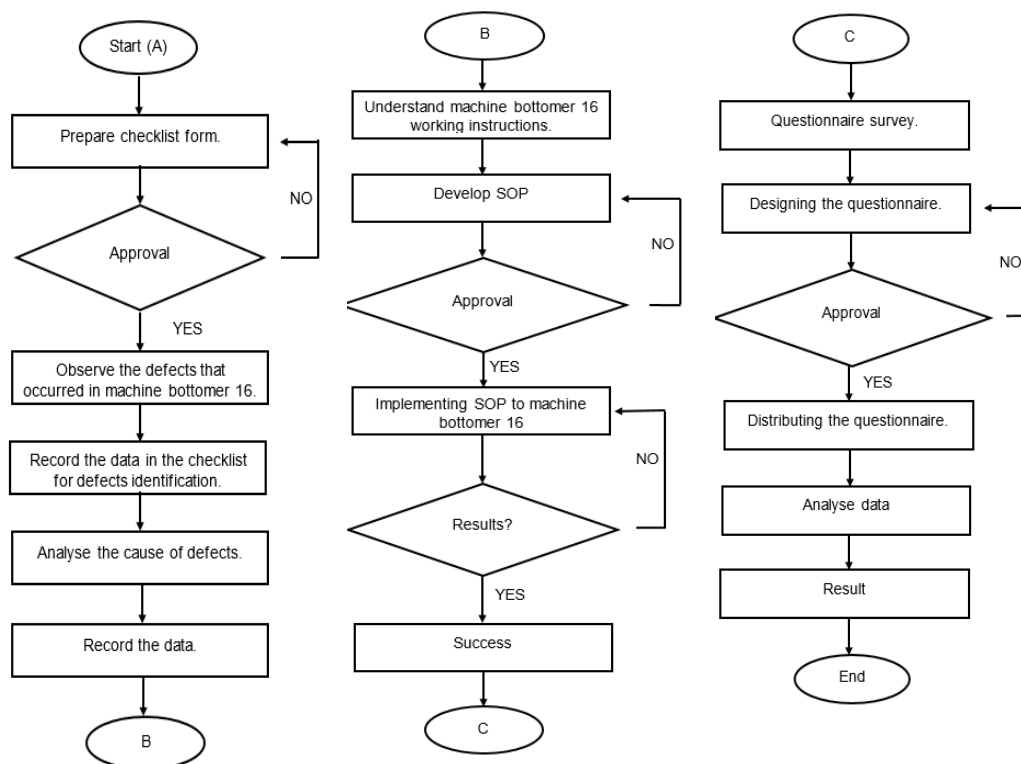 Start (A)
Prepare checklist form.
NO
Approval
YES
Observe the defects that
occurred in machine bottomer 16.
Record the data in the checklist
for defects identification.
Analyse the cause of defects.
Record the data.
B
B
Understand machine bottomer 16
working instructions.
Develop SOP
NO
Approval
YES
Implementing SOP to machine
bottomer 16
NO
Results?
YES
Success
C
C
Questionnaire survey.
Designing the questionnaire.
NO
Approval
YES
Distributing the questionnaire.
Analyse data
Result
End